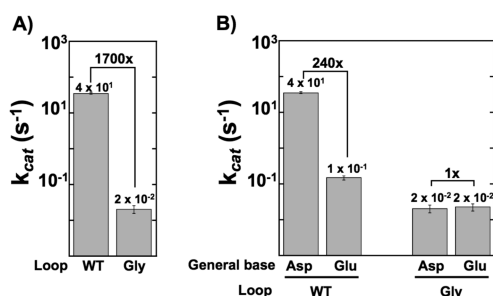 A)
10³
10¹
10⁻¹
k_cat (s⁻¹)
1700x
4 x 10¹
2 x 10⁻²
Loop WT Gly
B)
10³
10¹
10⁻¹
k_cat (s⁻¹)
240x
4 x 10¹
1 x 10⁻¹
1x
2 x 10⁻² 2 x 10⁻²
General base Asp Glu Asp Glu
Loop WT Gly